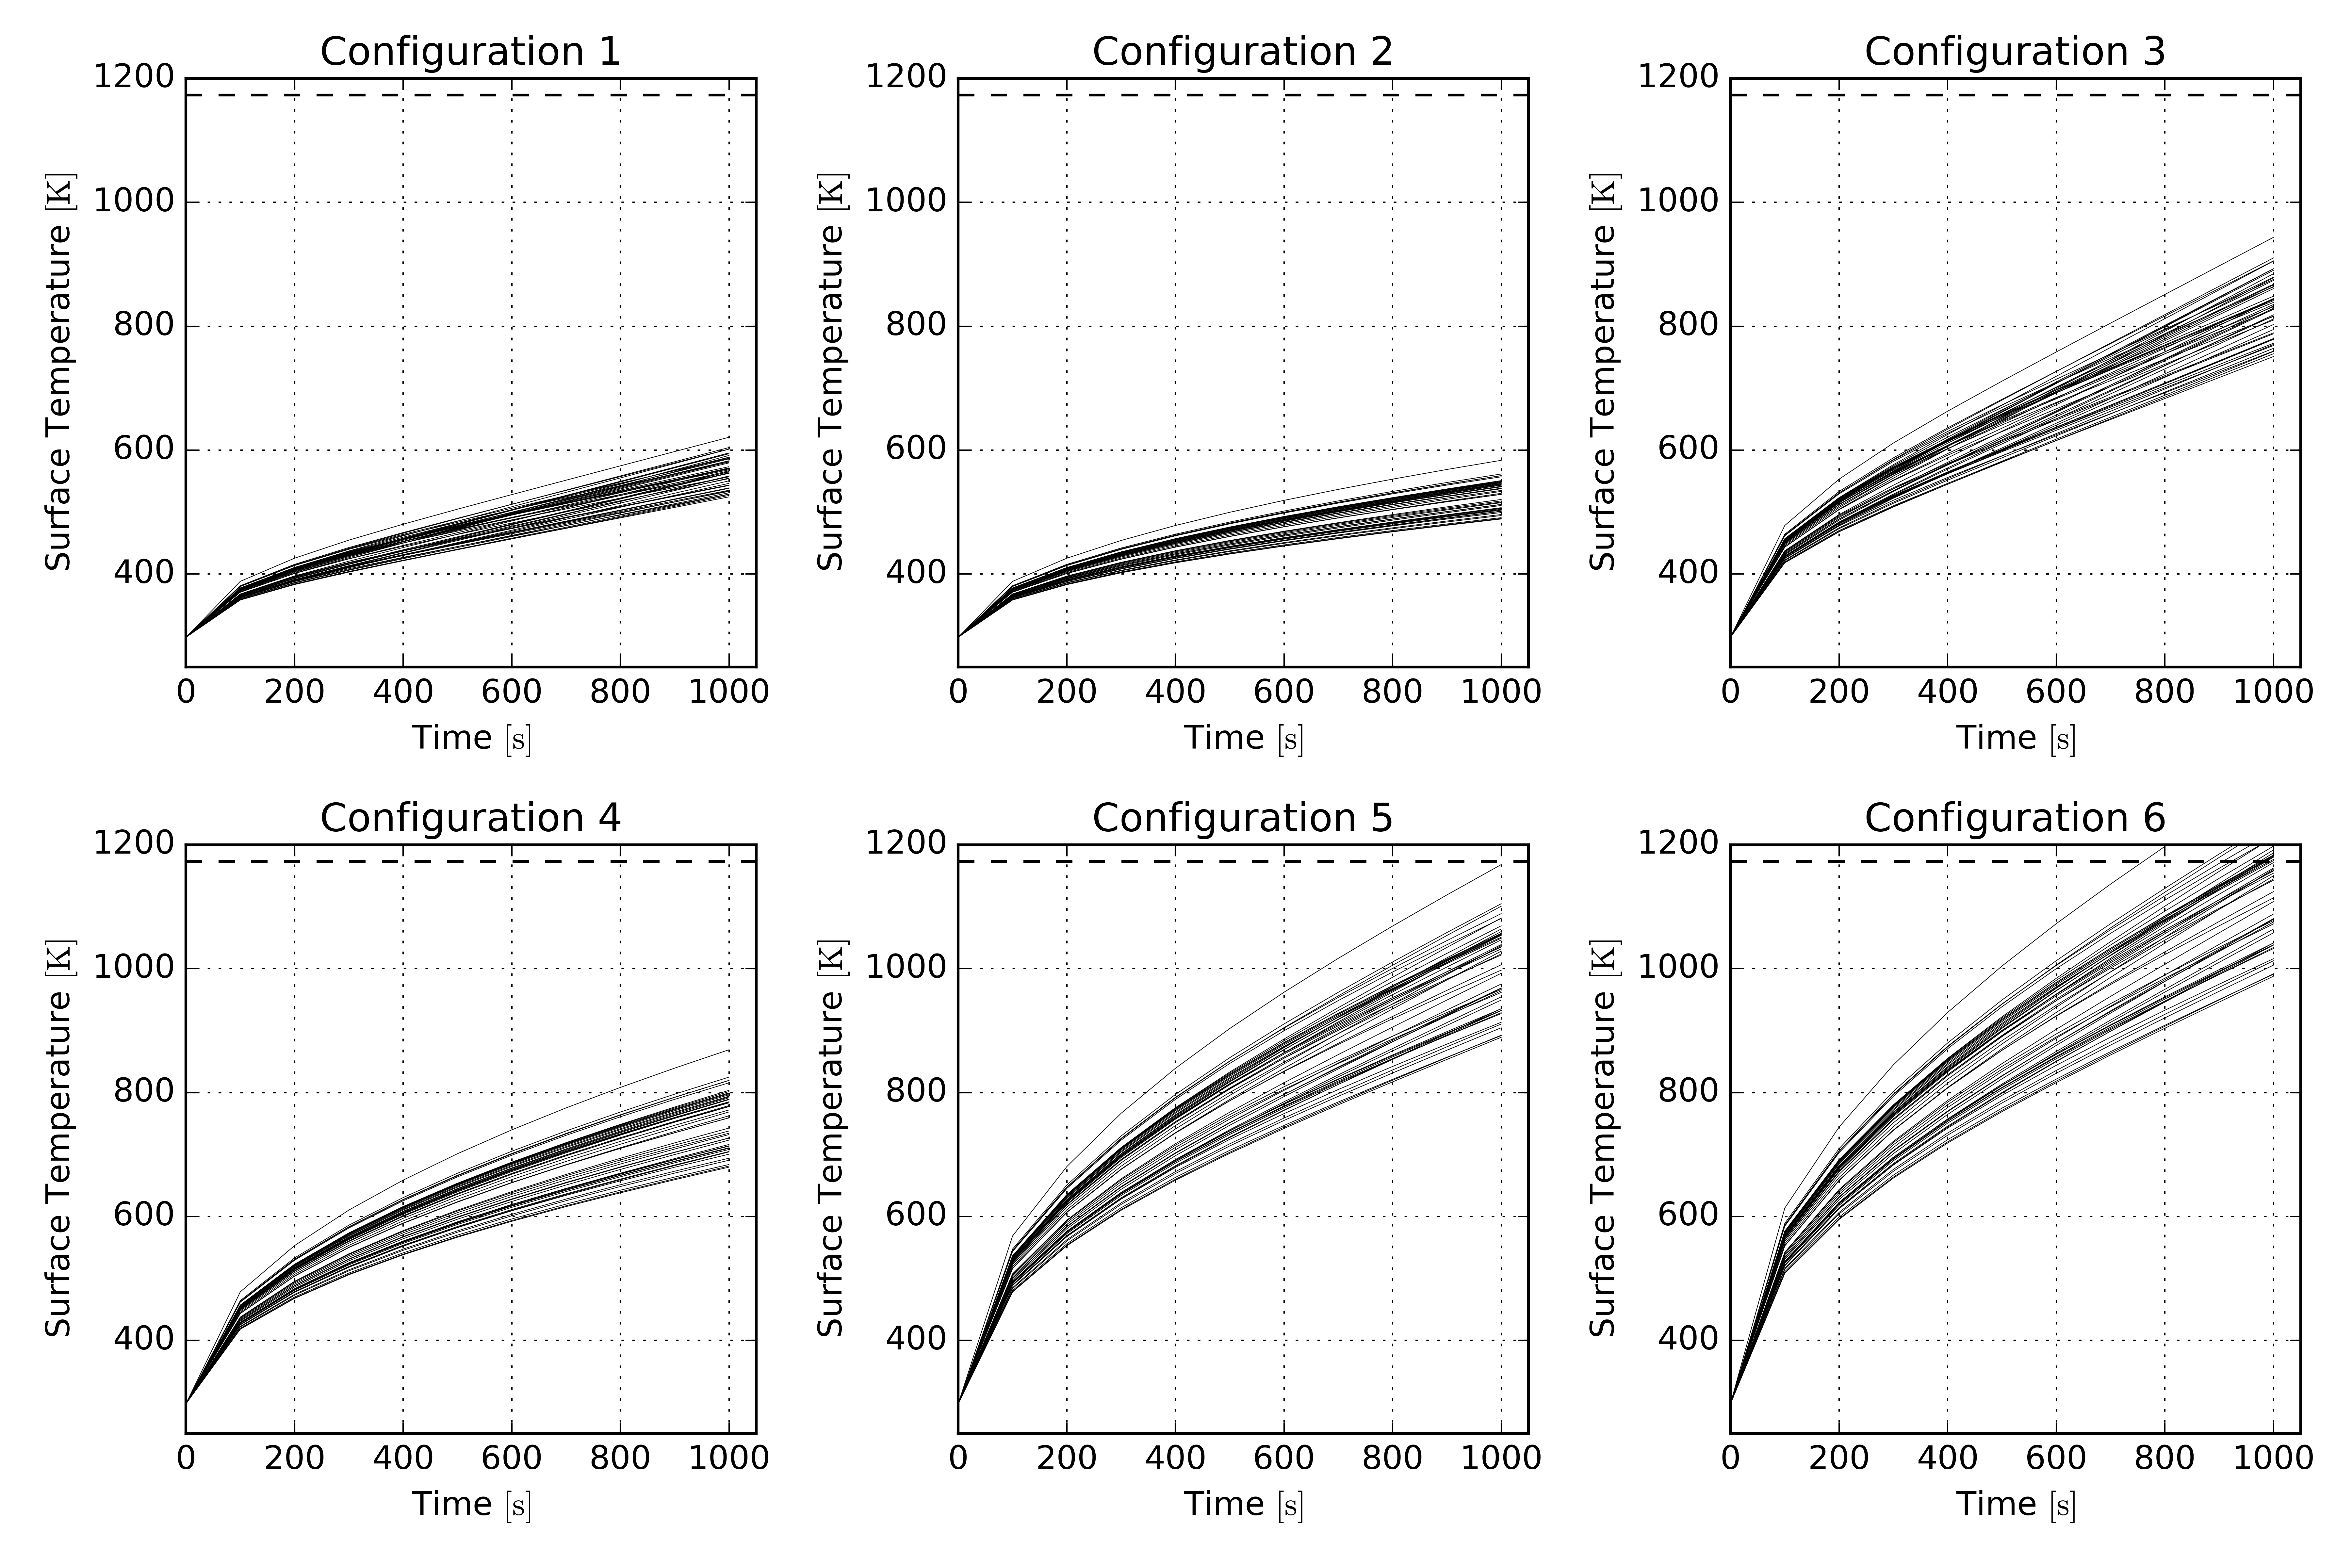 Configuration 1
Surface Temperature [K]
1200
1000
800
600
400
0 200 400 600 800 1000
Time [s]
Configuration 2
Surface Temperature [K]
1200
1000
800
600
400
0 200 400 600 800 1000
Time [s]
Configuration 3
Surface Temperature [K]
1200
1000
800
600
400
0 200 400 600 800 1000
Time [s]
Configuration 4
Surface Temperature [K]
1200
1000
800
600
400
0 200 400 600 800 1000
Time [s]
Configuration 5
Surface Temperature [K]
1200
1000
800
600
400
0 200 400 600 800 1000
Time [s]
Configuration 6
Surface Temperature [K]
1200
1000
800
600
400
0 200 400 600 800 1000
Time [s]